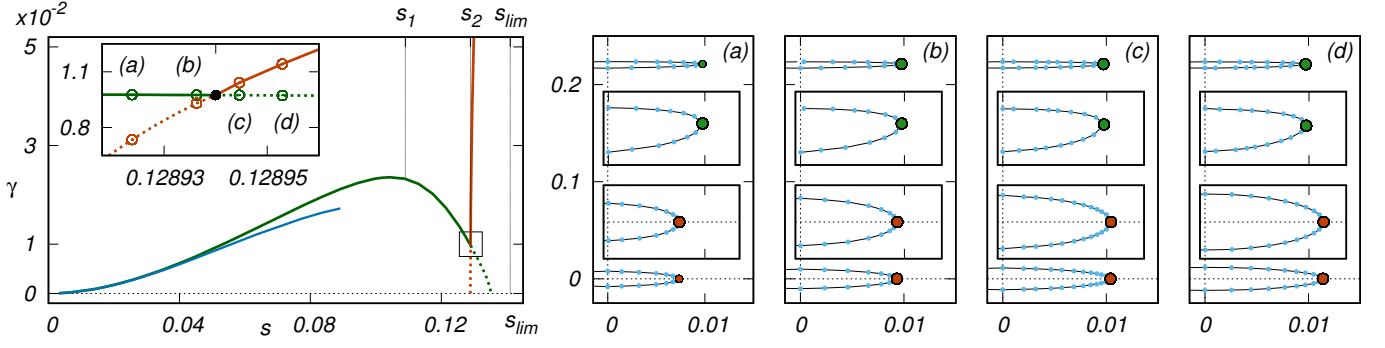 x10⁻²
s₁ s₂ s_lim
5
3
γ
1
0
0 0.04 0.08 0.12 s_lim
s
1.1
0.8
(a) (b)
(c) (d)
0.12893 0.12895
(a) (b) (c) (d)
0.2
0.1
0
0 0.01 0 0.01 0 0.01 0 0.01